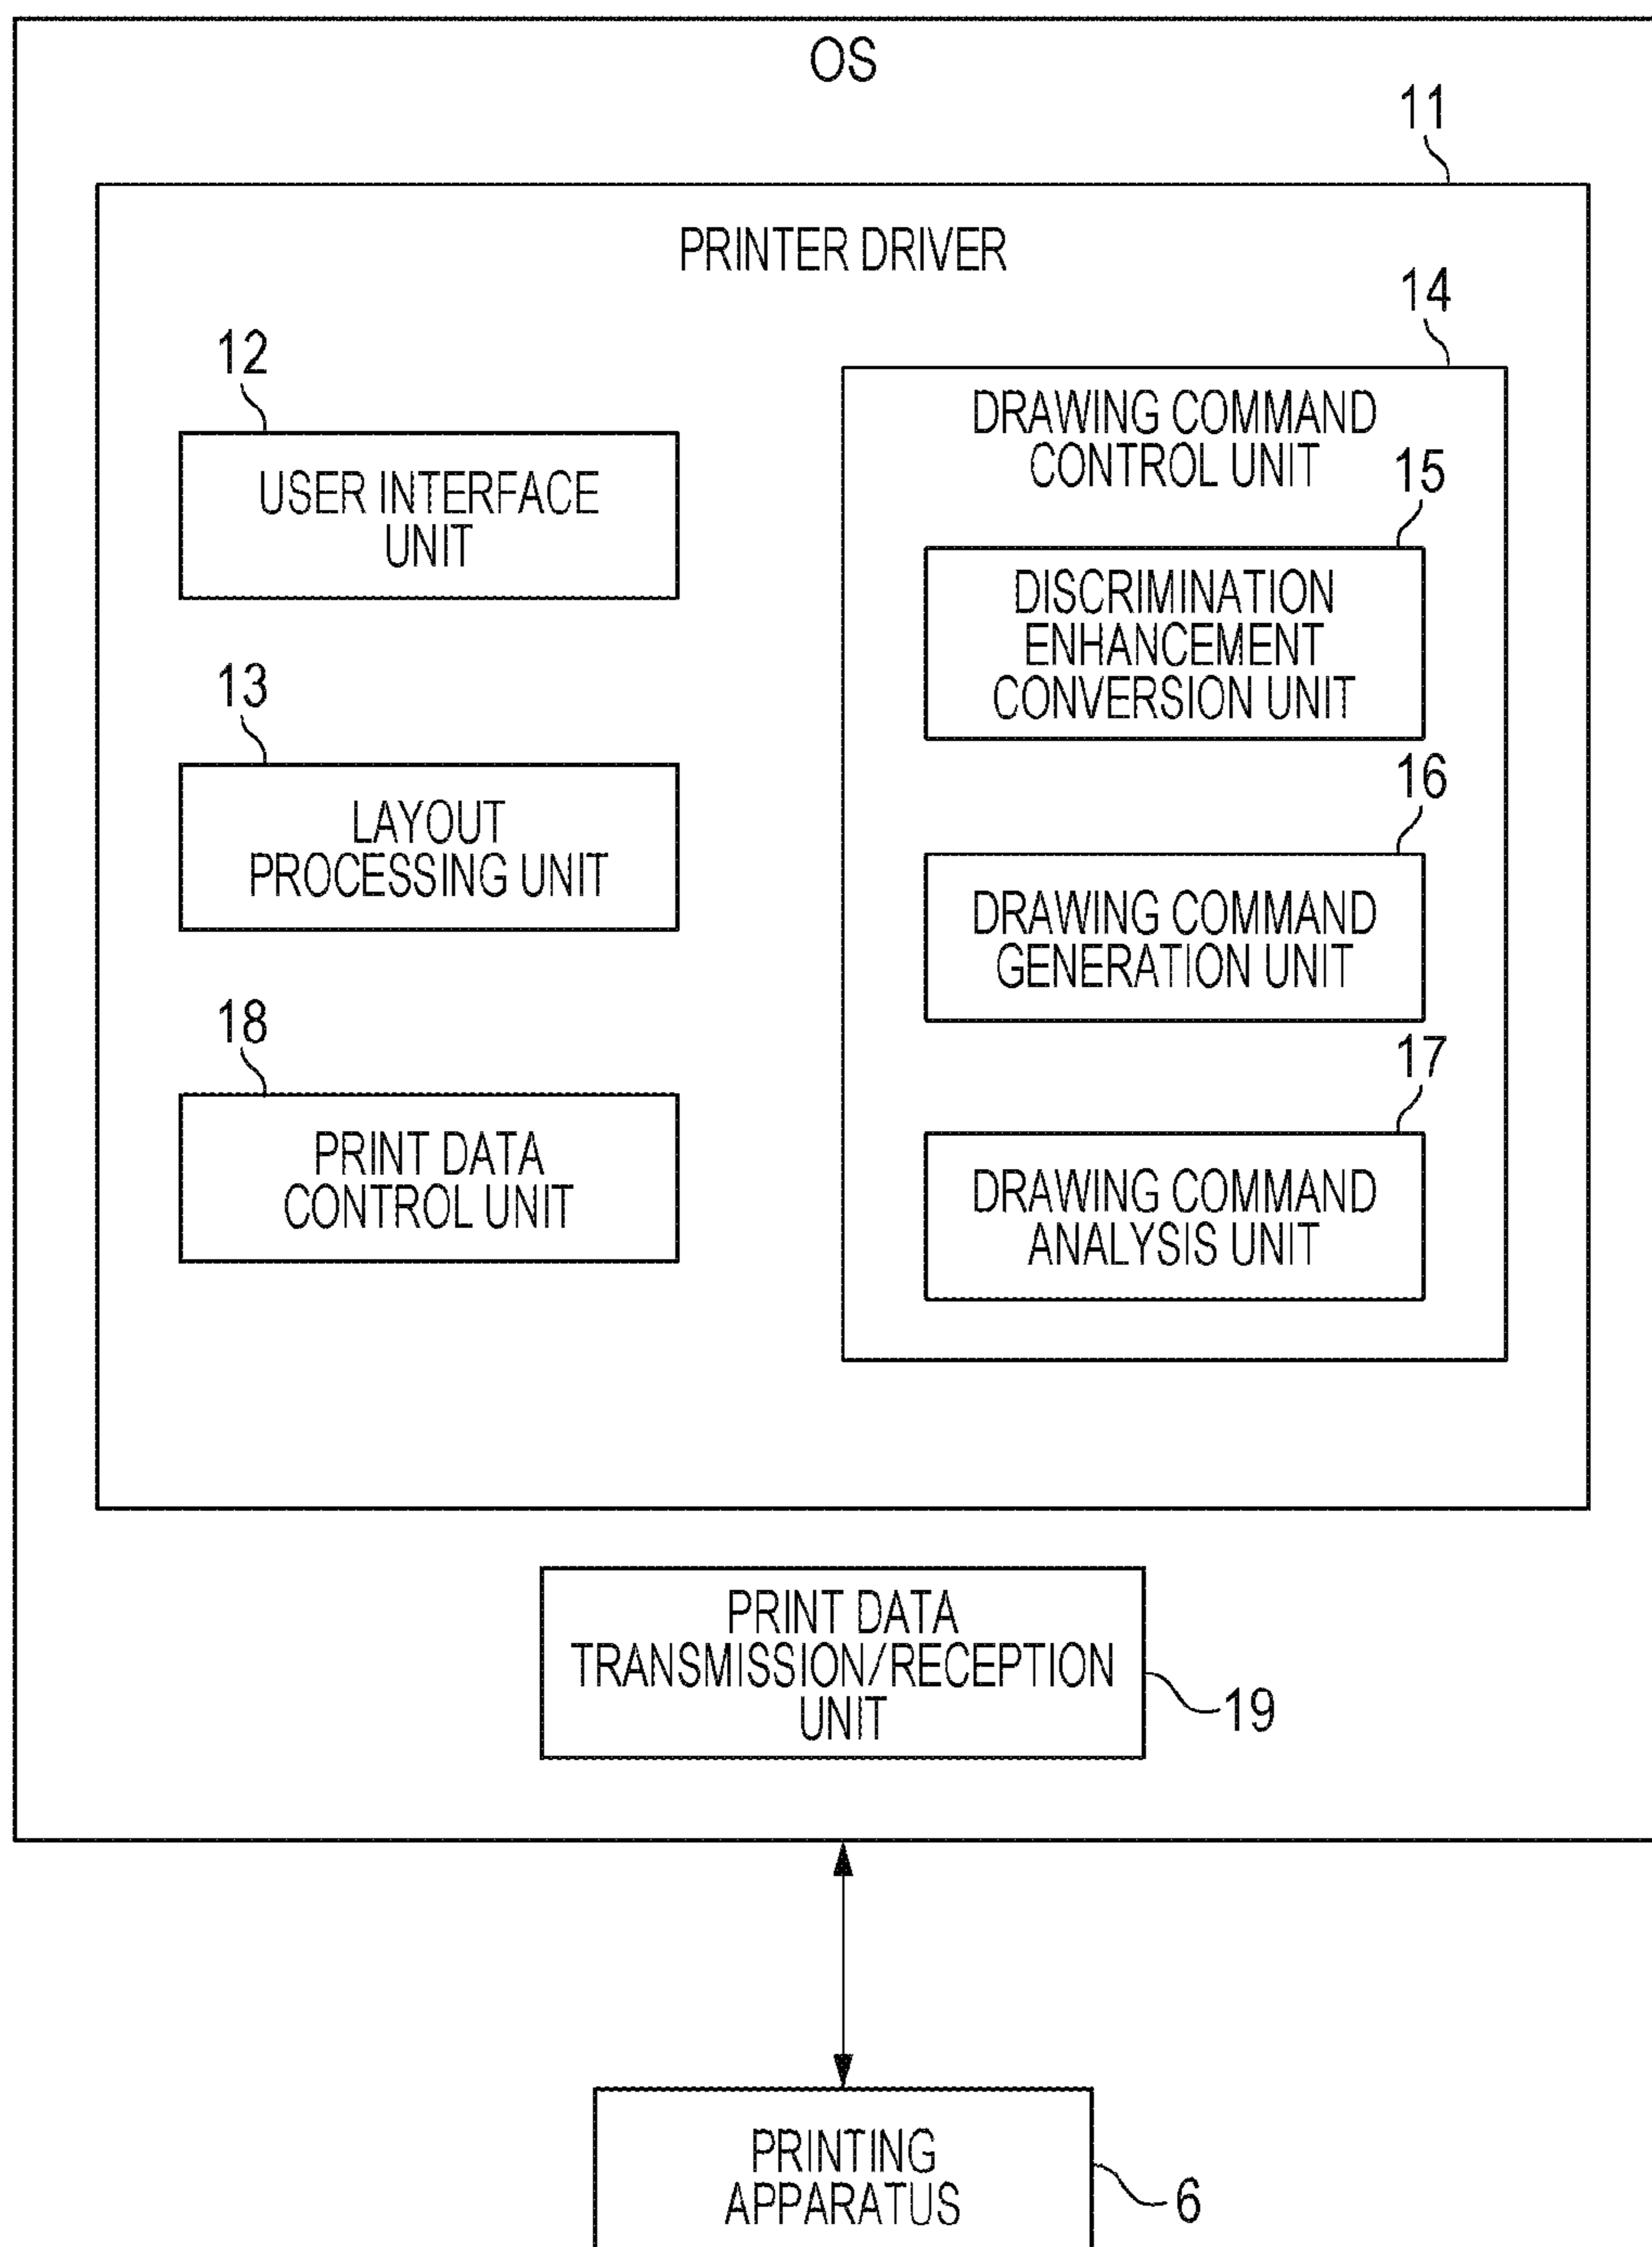 OS
11
PRINTER DRIVER
14
12
DRAWING COMMAND
CONTROL UNIT
15
USER INTERFACE
UNIT
DISCRIMINATION
ENHANCEMENT
CONVERSION UNIT
13
16
LAYOUT
PROCESSING UNIT
DRAWING COMMAND
GENERATION UNIT
18
17
PRINT DATA
CONTROL UNIT
DRAWING COMMAND
ANALYSIS UNIT
PRINT DATA
TRANSMISSION/RECEPTION
UNIT
19
PRINTING
APPARATUS
6